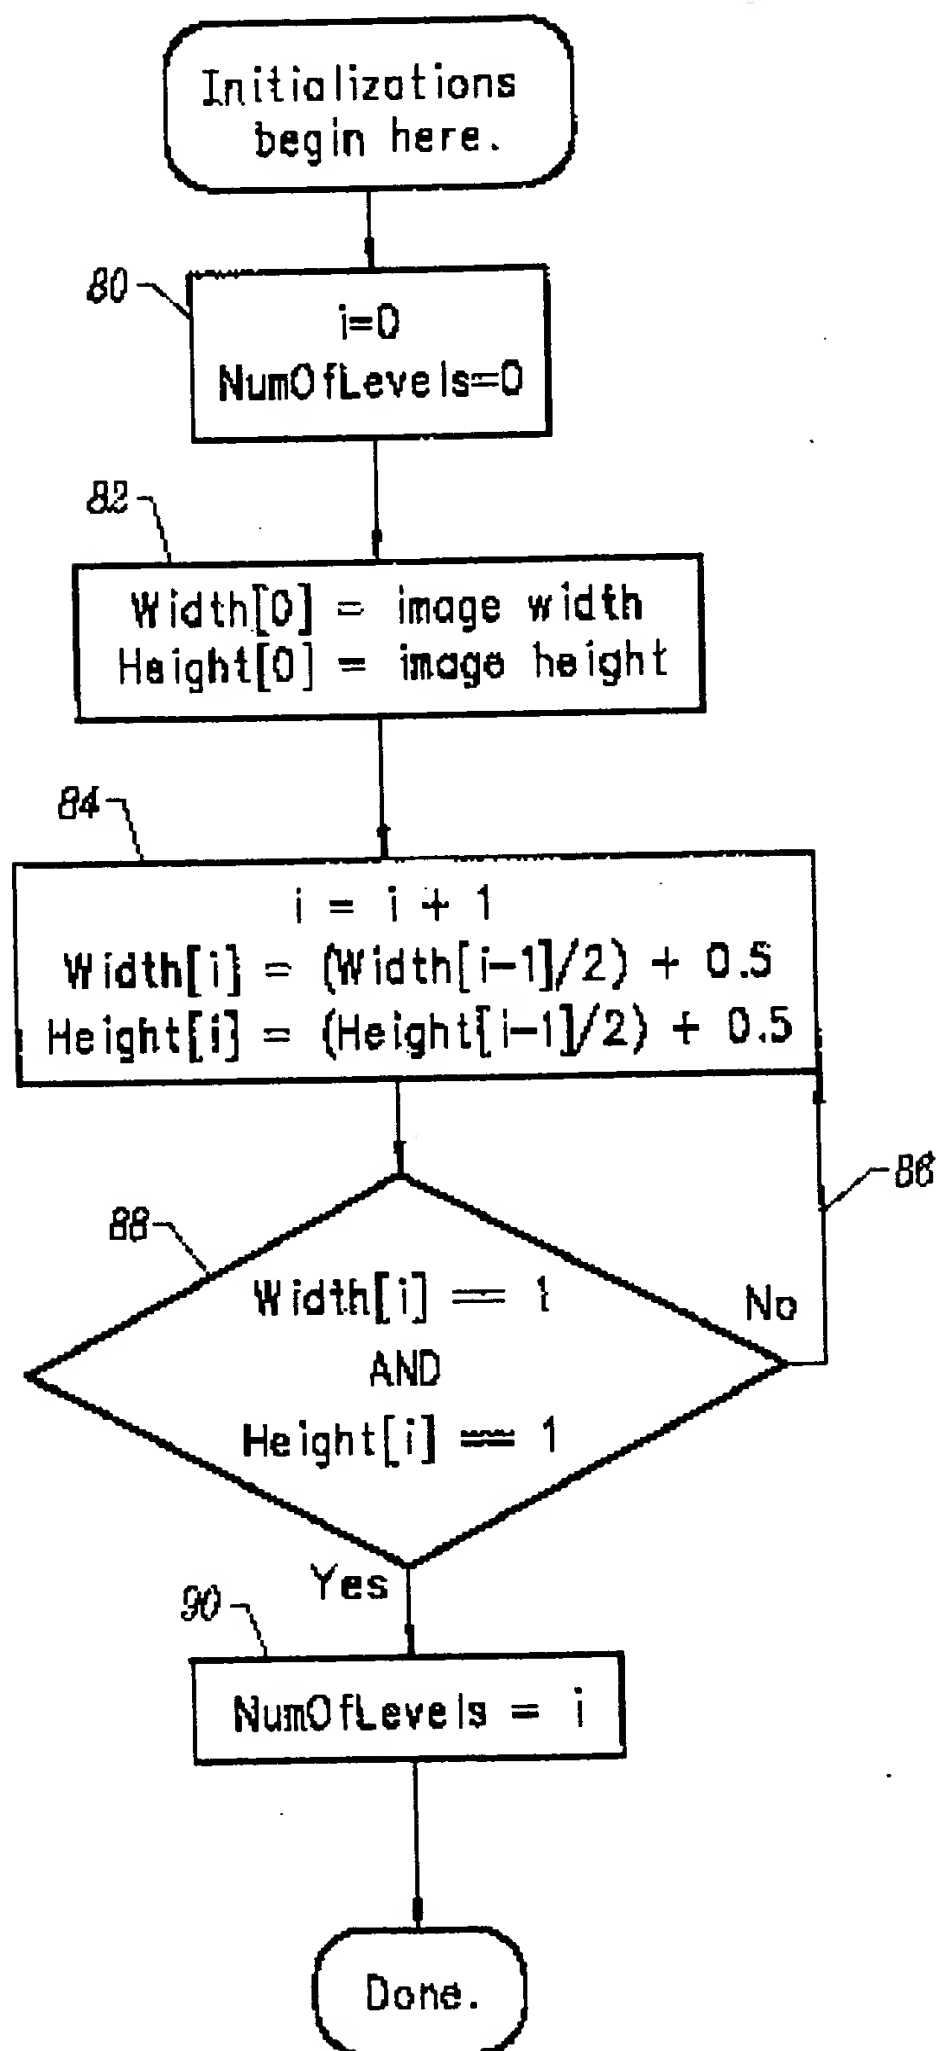 Initializations
begin here.
80
i=0
NumOfLevels=0
82
Width[0] = image width
Height[0] = image height
84
i = i + 1
Width[i] = (Width[i-1]/2) + 0.5
Height[i] = (Height[i-1]/2) + 0.5
86
88
Width[i] == 1
No
AND
Height[i] == 1
Yes
90
NumOfLevels = i
Done.